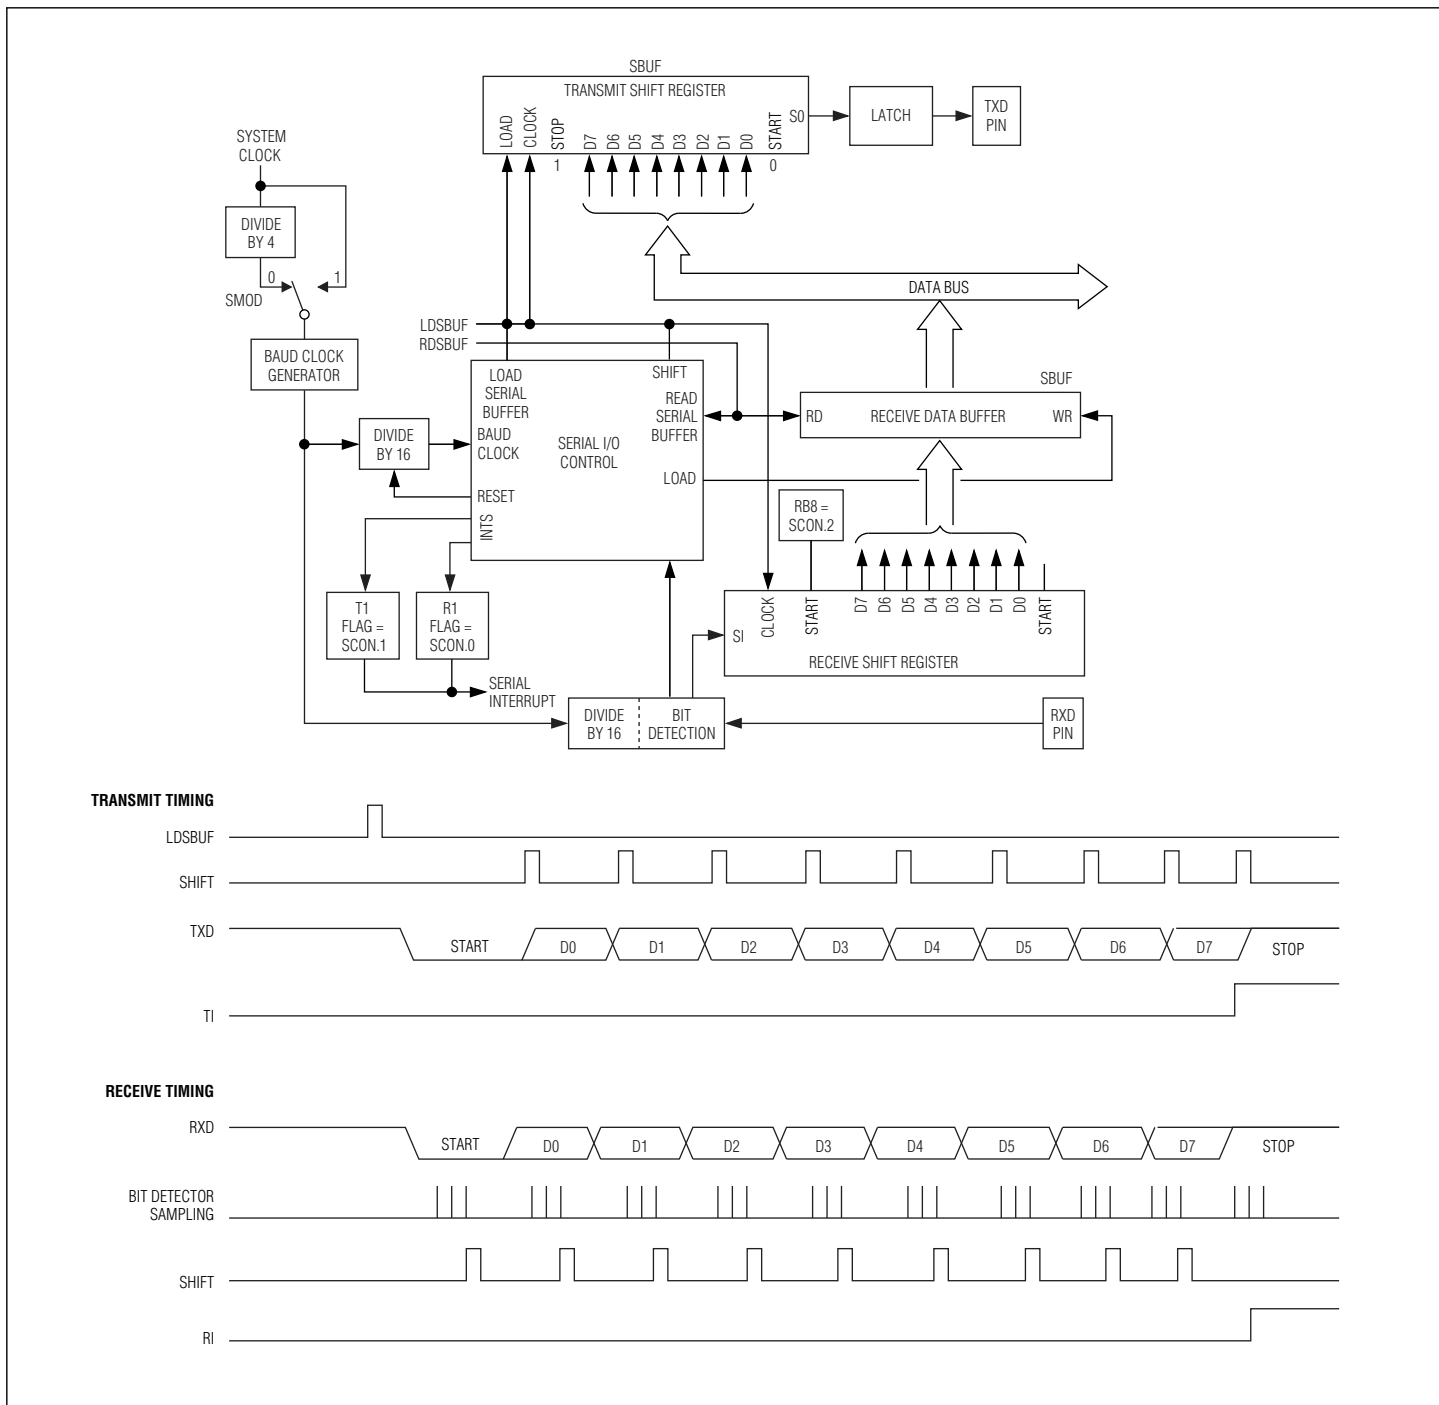 SBUF
TRANSMIT SHIFT REGISTER
LOAD
CLOCK
STOP
D7
D6
D5
D4
D3
D2
D1
D0
START
S0
1
0
LATCH
TXD
PIN
SYSTEM
CLOCK
DIVIDE
BY 4
0
1
SMOD
BAUD CLOCK
GENERATOR
DATA BUS
LDSBUF
RDSBUF
LOAD
SERIAL
BUFFER
SHIFT
READ
SERIAL
BUFFER
BAUD
CLOCK
SERIAL I/O
CONTROL
LOAD
RESET
INTS
DIVIDE
BY 16
SBUF
RD
RECEIVE DATA BUFFER
WR
RB8 =
SCON.2
T1
FLAG =
SCON.1
R1
FLAG =
SCON.0
SERIAL
INTERRUPT
SI
CLOCK
START
D7
D6
D5
D4
D3
D2
D1
D0
START
RECEIVE SHIFT REGISTER
DIVIDE
BY 16
BIT
DETECTION
RXD
PIN
TRANSMIT TIMING
LDSBUF
SHIFT
TXD
START
D0
D1
D2
D3
D4
D5
D6
D7
STOP
TI
RECEIVE TIMING
RXD
START
D0
D1
D2
D3
D4
D5
D6
D7
STOP
BIT DETECTOR
SAMPLING
SHIFT
RI